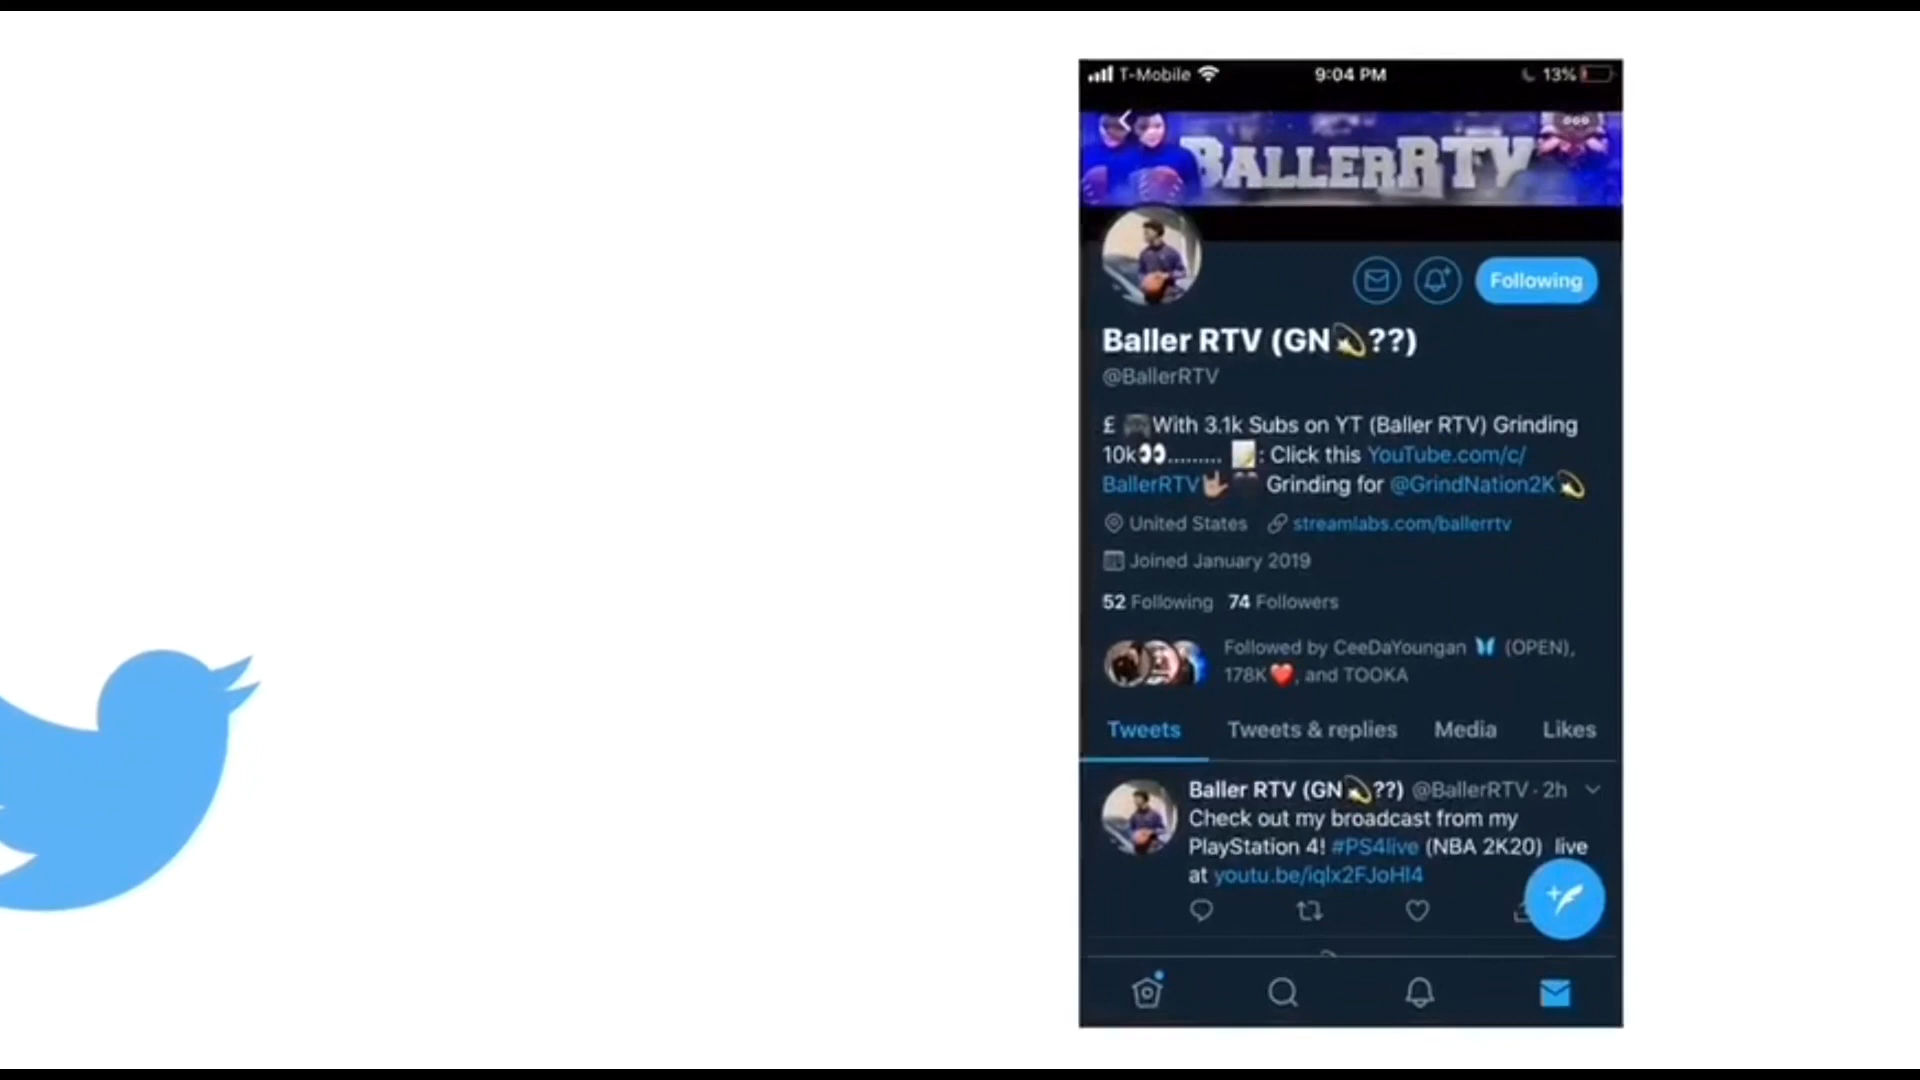 T-Mobile 9:04 PM 13%
BALLERRTV
Following
Baller RTV (GN💫??)
@BallerRTV
£ 🎮With 3.1k Subs on YT (Baller RTV) Grinding
10k👀......... 📝: Click this YouTube.com/c/
BallerRTV🤟🏽 Grinding for @GrindNation2K💫
United States streamlabs.com/ballerrtv
Joined January 2019
52 Following 74 Followers
Followed by CeeDaYoungan 🦋 (OPEN),
178K❤️, and TOOKA
Tweets Tweets & replies Media Likes
Baller RTV (GN💫??) @BallerRTV · 2h
Check out my broadcast from my
PlayStation 4! #PS4live (NBA 2K20) live
at youtu.be/iqlx2FJoHI4